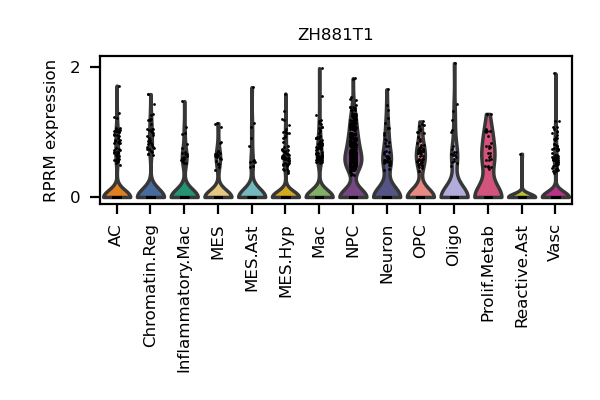 ZH881T1
RPRM expression
2
0
AC
Chromatin.Reg
Inflammatory.Mac
MES
MES.Ast
MES.Hyp
Mac
NPC
Neuron
OPC
Oligo
Prolif.Metab
Reactive.Ast
Vasc